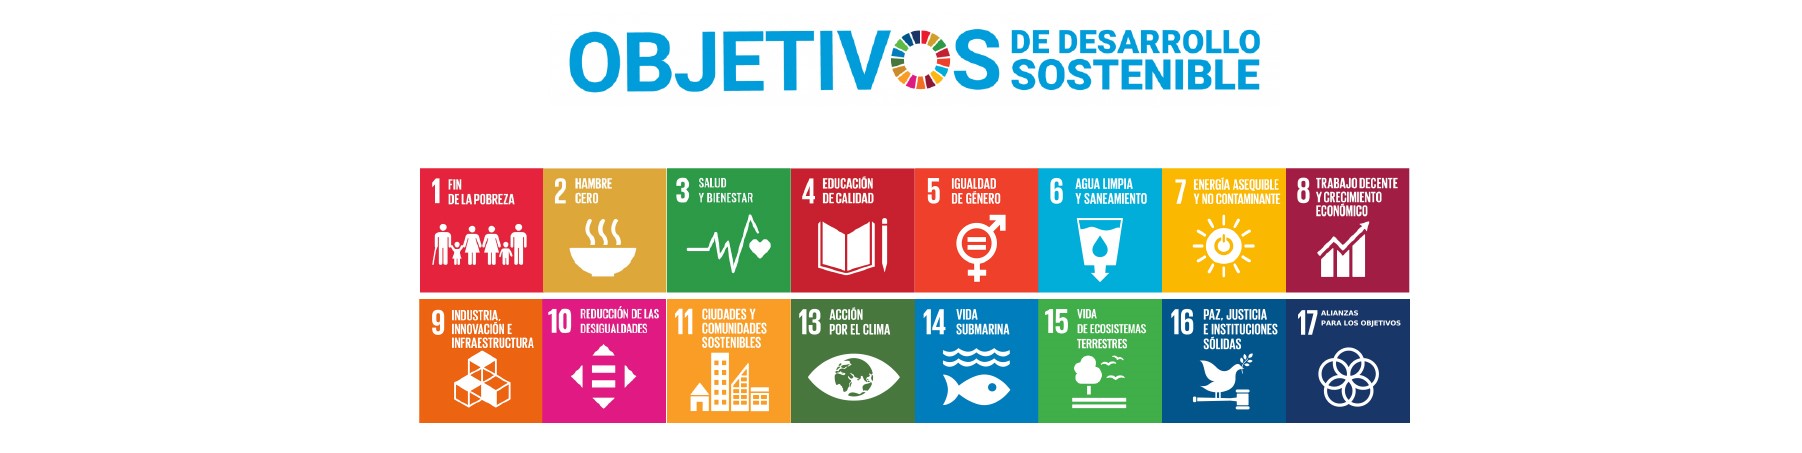 OBJETIVOS DE DESARROLLO
SOSTENIBLE
1 FIN
DE LA POBREZA
2 HAMBRE
CERO
3 SALUD
Y BIENESTAR
4 EDUCACIÓN
DE CALIDAD
5 IGUALDAD
DE GÉNERO
6 AGUA LIMPIA
Y SANEAMIENTO
7 ENERGÍA ASEQUIBLE
Y NO CONTAMINANTE
8 TRABAJO DECENTE
Y CRECIMIENTO
ECONÓMICO
9 INDUSTRIA,
INNOVACIÓN E
INFRAESTRUCTURA
10 REDUCCIÓN DE LAS
DESIGUALDADES
11 CIUDADES Y
COMUNIDADES
SOSTENIBLES
13 ACCIÓN
POR EL CLIMA
14 VIDA
SUBMARINA
15 VIDA
DE ECOSISTEMAS
TERRESTRES
16 PAZ, JUSTICIA
E INSTITUCIONES
SÓLIDAS
17 ALIANZAS
PARA LOS OBJETIVOS